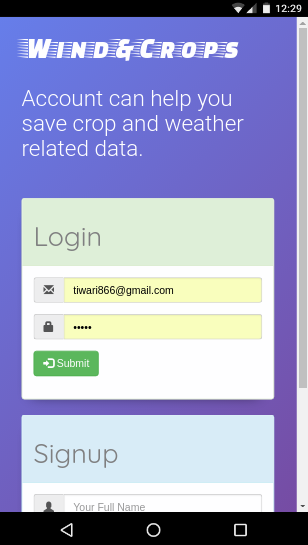 12:29
Wind&Crops
Account can help you
save crop and weather
related data.
Login
tiwari866@gmail.com
•••••
Submit
Signup
Your Full Name